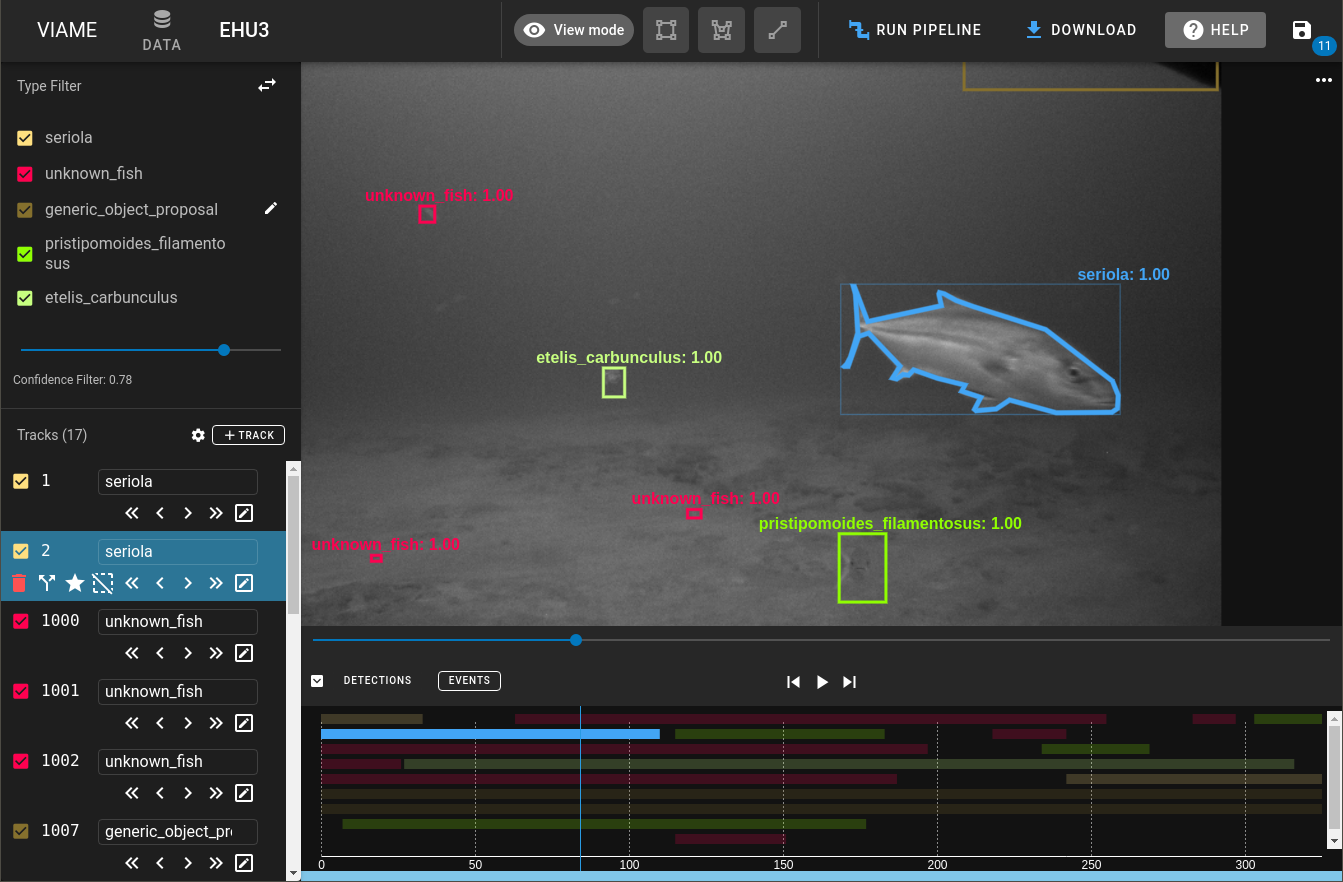 VIAME
DATA
EHU3
View mode
RUN PIPELINE
DOWNLOAD
HELP
11
Type Filter
seriola
unknown_fish
generic_object_proposal
pristipomoides_filamento
sus
etelis_carbunculus
Confidence Filter: 0.78
Tracks (17)
+ TRACK
1 seriola
2 seriola
1000 unknown_fish
1001 unknown_fish
1002 unknown_fish
1007 generic_object_pr
unknown_fish: 1.00
seriola: 1.00
etelis_carbunculus: 1.00
unknown_fish: 1.00
pristipomoides_filamentosus: 1.00
unknown_fish: 1.00
DETECTIONS
EVENTS
0 50 100 150 200 250 300